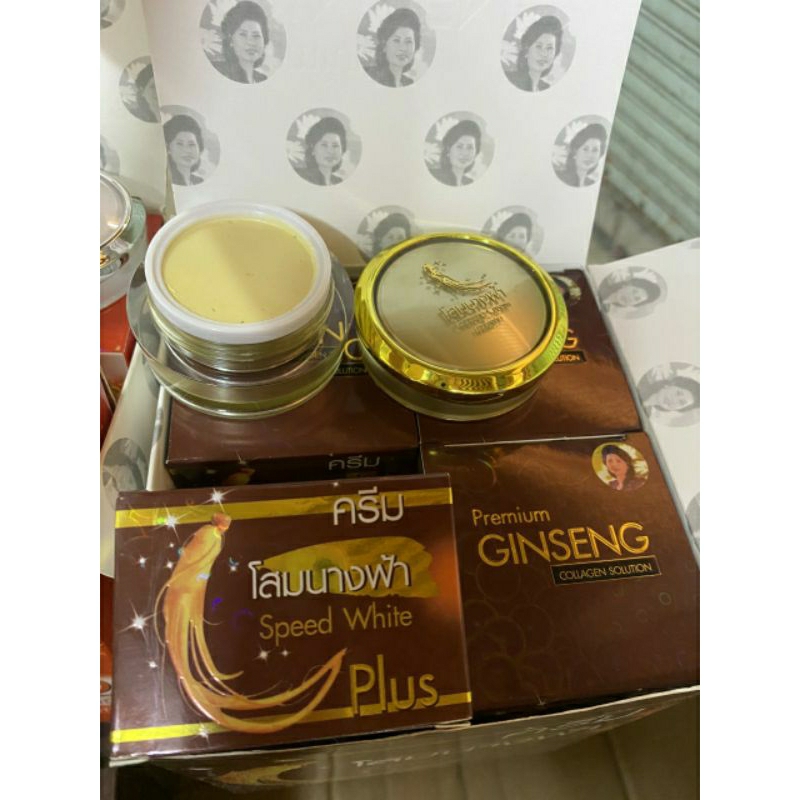 โสมนางฟ้า
SOLUTION
ครีม
ครีม
โสมนางฟ้า
Speed White
Plus
Premium
GINSENG
COLLAGEN SOLUTION